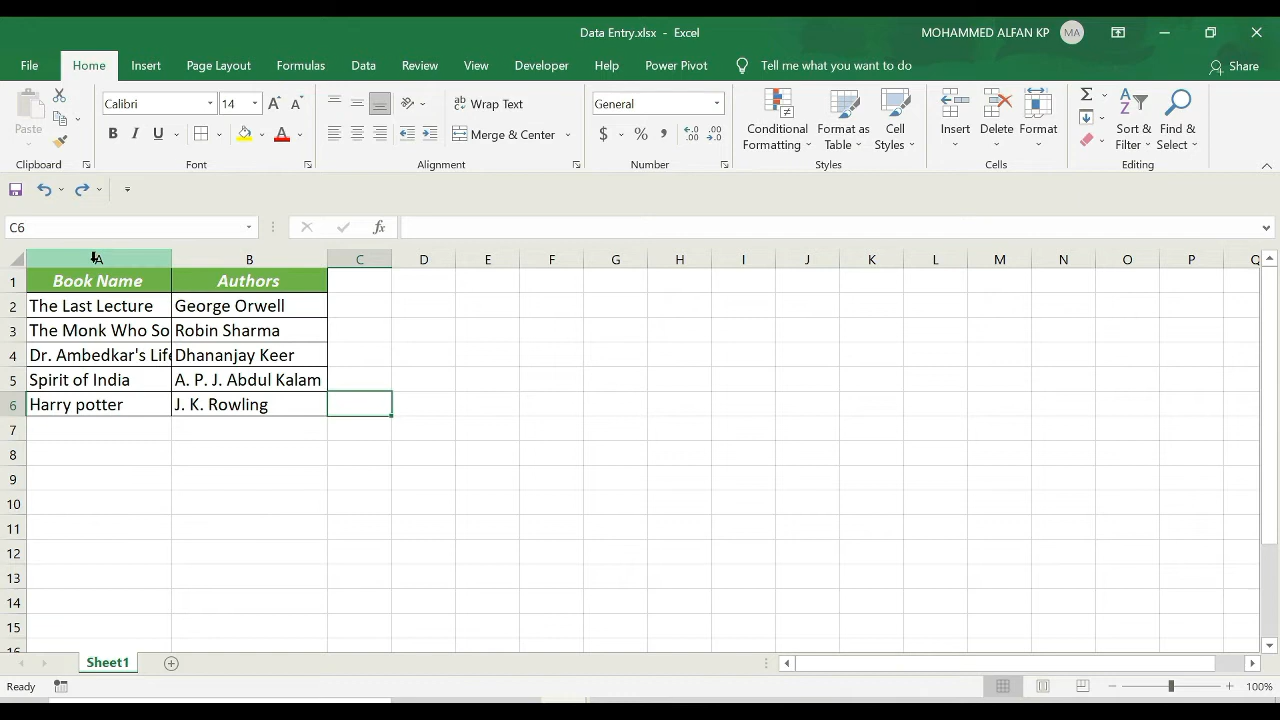 Data Entry.xlsx - Excel
MOHAMMED ALFAN KP
MA
File Home Insert Page Layout Formulas Data Review View Developer Help Power Pivot Tell me what you want to do Share
Paste
Calibri 14
Wrap Text
General
B I U
Merge & Center
$ % ,
Conditional Formatting
Format as Table
Cell Styles
Insert
Delete
Format
Sort & Filter
Find & Select
Clipboard Font Alignment Number Styles Cells Editing
C6
fx
A B C D E F G H I J K L M N O P Q
1 Book Name Authors
2 The Last Lecture George Orwell
3 The Monk Who So Robin Sharma
4 Dr. Ambedkar's Life Dhananjay Keer
5 Spirit of India A. P. J. Abdul Kalam
6 Harry potter J. K. Rowling
7
8
9
10
11
12
13
14
15
16
Sheet1
Ready
100%